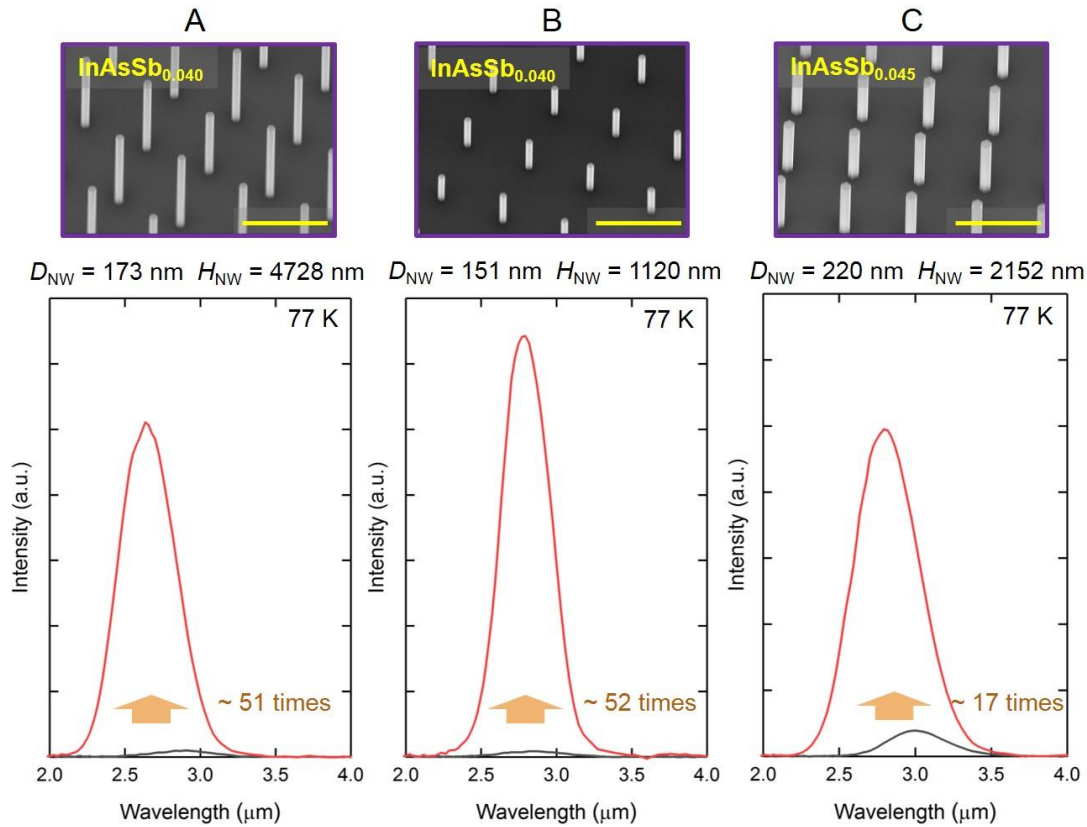 A
B
C
InAsSb0.040
InAsSb0.040
InAsSb0.045
DNW = 173 nm HNW = 4728 nm
DNW = 151 nm HNW = 1120 nm
DNW = 220 nm HNW = 2152 nm
77 K
77 K
77 K
Intensity (a.u.)
~ 51 times
2.0 2.5 3.0 3.5 4.0
Wavelength (μm)
Intensity (a.u.)
~ 52 times
2.0 2.5 3.0 3.5 4.0
Wavelength (μm)
Intensity (a.u.)
~ 17 times
2.0 2.5 3.0 3.5 4.0
Wavelength (μm)